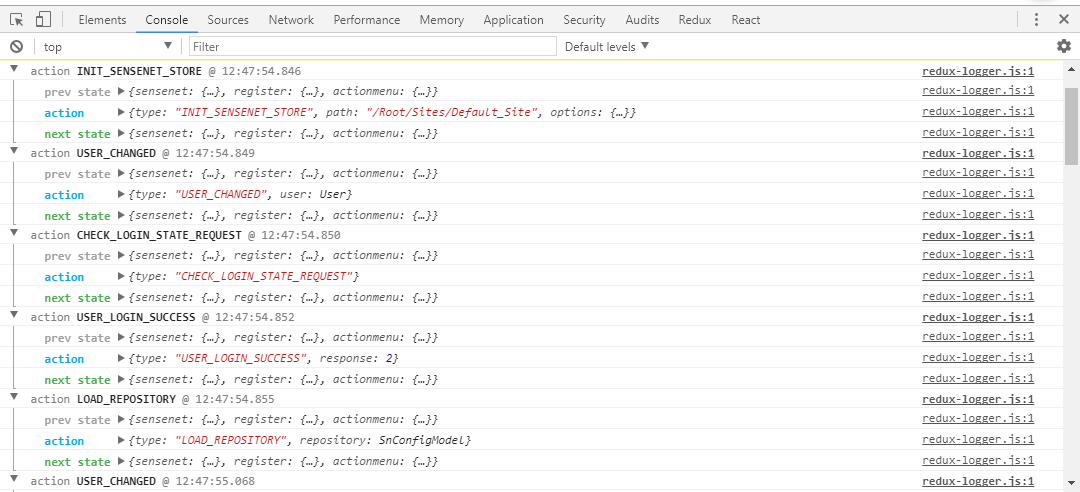 Elements Console Sources Network Performance Memory Application Security Audits Redux React
top Filter Default levels
action INIT_SENSENET_STORE @ 12:47:54.846 redux-logger.js:1
prev state {sensenet: {…}, register: {…}, actionmenu: {…}} redux-logger.js:1
action {type: "INIT_SENSENET_STORE", path: "/Root/Sites/Default_Site", options: {…}} redux-logger.js:1
next state {sensenet: {…}, register: {…}, actionmenu: {…}} redux-logger.js:1
action USER_CHANGED @ 12:47:54.849 redux-logger.js:1
prev state {sensenet: {…}, register: {…}, actionmenu: {…}} redux-logger.js:1
action {type: "USER_CHANGED", user: User} redux-logger.js:1
next state {sensenet: {…}, register: {…}, actionmenu: {…}} redux-logger.js:1
action CHECK_LOGIN_STATE_REQUEST @ 12:47:54.850 redux-logger.js:1
prev state {sensenet: {…}, register: {…}, actionmenu: {…}} redux-logger.js:1
action {type: "CHECK_LOGIN_STATE_REQUEST"} redux-logger.js:1
next state {sensenet: {…}, register: {…}, actionmenu: {…}} redux-logger.js:1
action USER_LOGIN_SUCCESS @ 12:47:54.852 redux-logger.js:1
prev state {sensenet: {…}, register: {…}, actionmenu: {…}} redux-logger.js:1
action {type: "USER_LOGIN_SUCCESS", response: 2} redux-logger.js:1
next state {sensenet: {…}, register: {…}, actionmenu: {…}} redux-logger.js:1
action LOAD_REPOSITORY @ 12:47:54.855 redux-logger.js:1
prev state {sensenet: {…}, register: {…}, actionmenu: {…}} redux-logger.js:1
action {type: "LOAD_REPOSITORY", repository: SnConfigModel} redux-logger.js:1
next state {sensenet: {…}, register: {…}, actionmenu: {…}} redux-logger.js:1
action USER_CHANGED @ 12:47:55.068 redux-logger.js:1